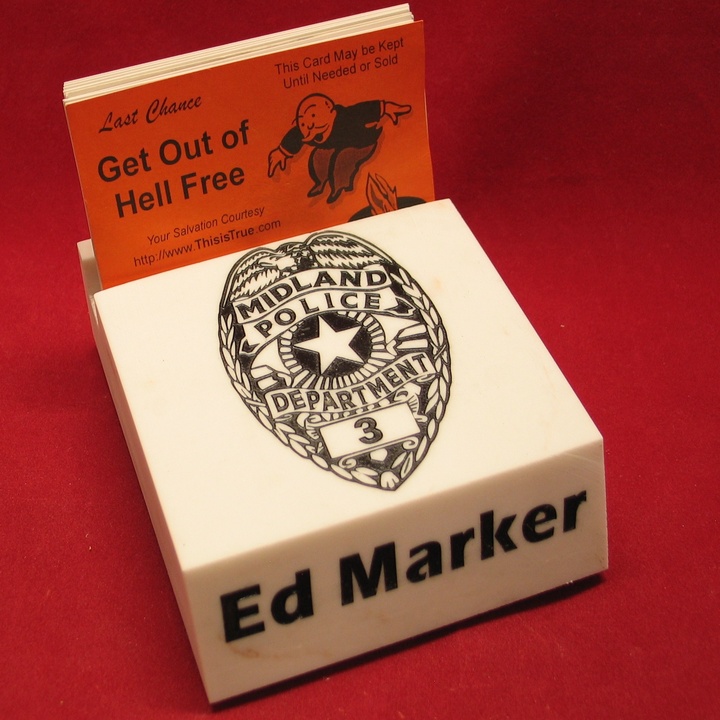 Last Chance
This Card May be Kept
Until Needed or Sold
Get Out of
Hell Free
Your Salvation Courtesy
http://www.ThisisTrue.com
MIDLAND
POLICE
DEPARTMENT
3
Ed Marker